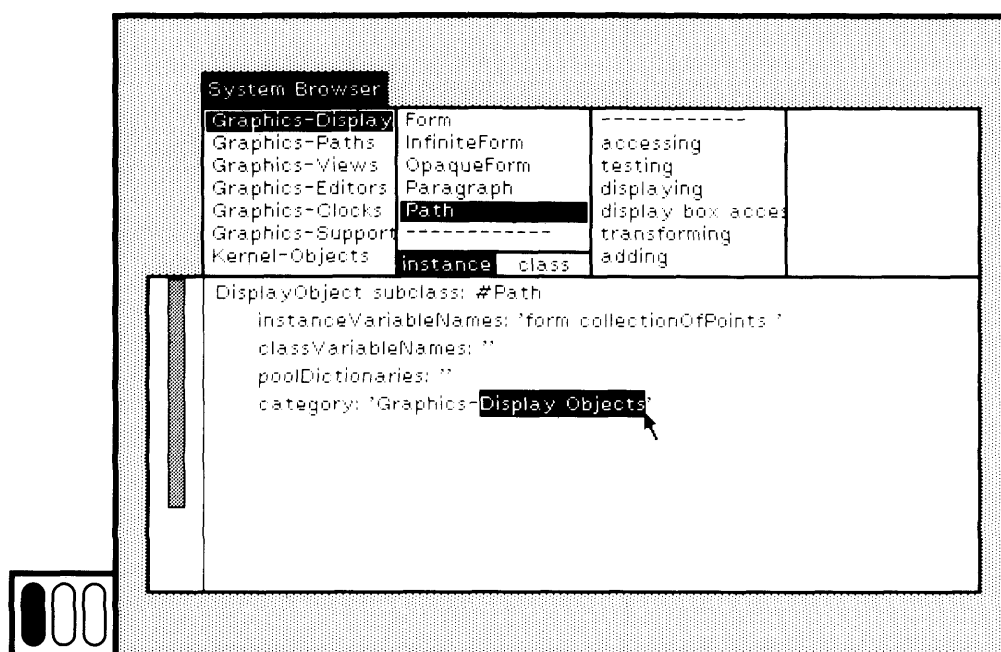 System Browser
Graphics-Display
Graphics-Paths
Graphics-Views
Graphics-Editors
Graphics-Clocks
Graphics-Support
Kernel-Objects
Form
InfiniteForm
OpaqueForm
Paragraph
Path
------------
instance class
------------
accessing
testing
displaying
display box acces
transforming
adding
DisplayObject subclass: #Path
instanceVariableNames: 'form collectionOfPoints '
classVariableNames: ''
poolDictionaries: ''
category: 'Graphics-Display Objects'